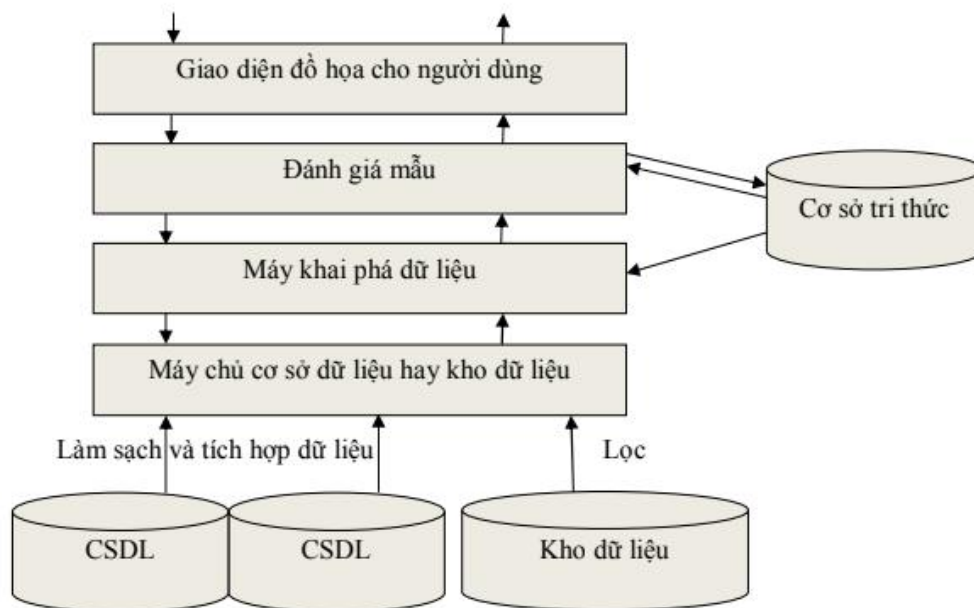 Giao diện đồ họa cho người dùng
Đánh giá mẫu
Cơ sở tri thức
Máy khai phá dữ liệu
Máy chủ cơ sở dữ liệu hay kho dữ liệu
Làm sạch và tích hợp dữ liệu
Lọc
CSDL
CSDL
Kho dữ liệu